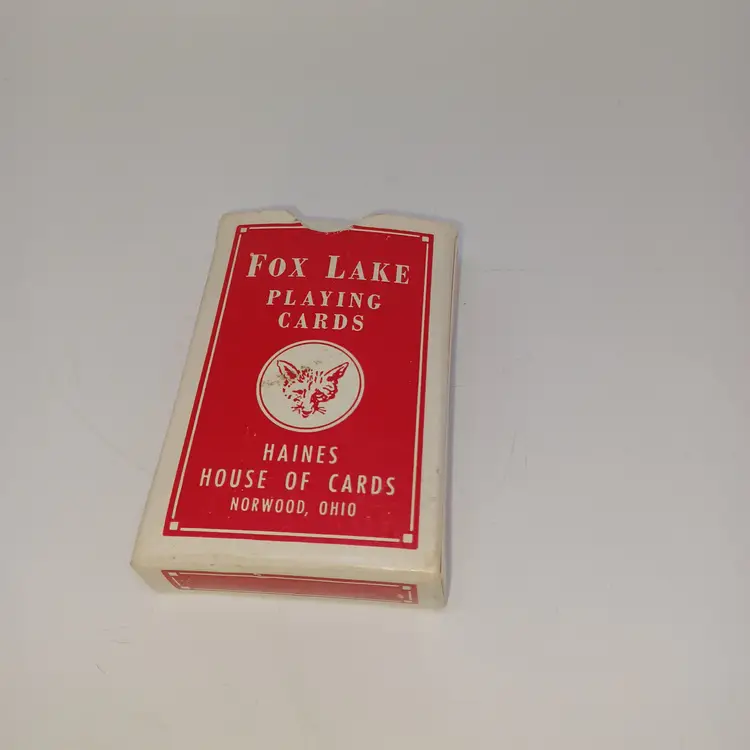 FOX LAKE
PLAYING
CARDS
HAINES
HOUSE OF CARDS
NORWOOD, OHIO